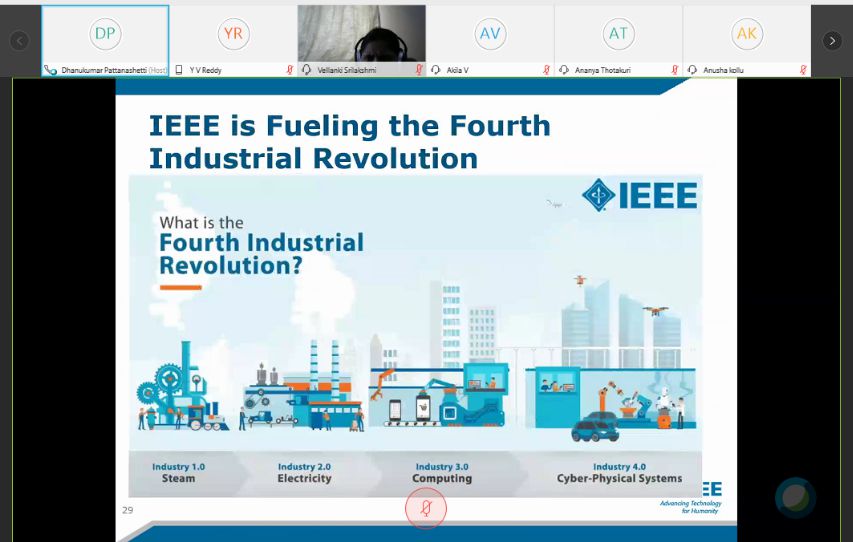 DP
YR
AV
AT
AK
Dhanukumar Pattanashetti (Host)
Y V Reddy
Vellanki Srilakshmi
Akila V
Ananya Thotakuri
Anusha kollu
IEEE is Fueling the Fourth
Industrial Revolution
IEEE
What is the
Fourth Industrial
Revolution?
Industry 1.0
Steam
Industry 2.0
Electricity
Industry 3.0
Computing
Industry 4.0
Cyber-Physical Systems
29
EE
Advancing Technology
for Humanity